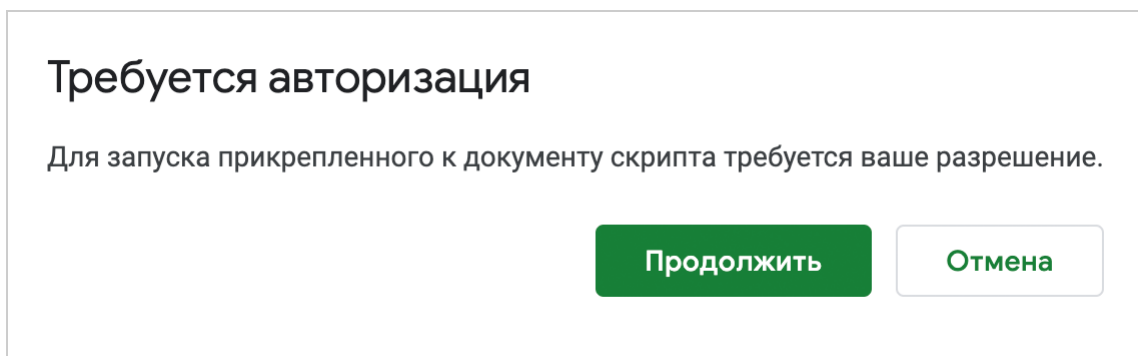 Требуется авторизация
Для запуска прикрепленного к документу скрипта требуется ваше разрешение.
Продолжить
Отмена